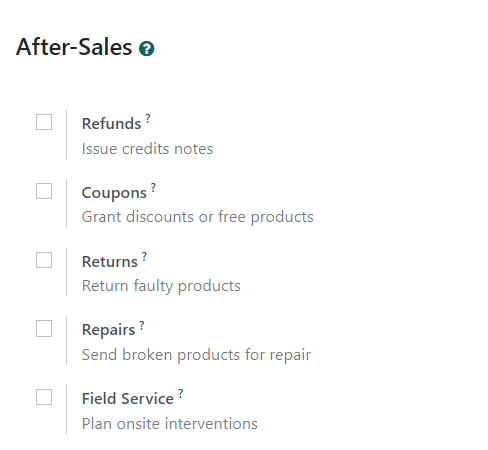 After-Sales ?
Refunds ?
Issue credits notes
Coupons ?
Grant discounts or free products
Returns ?
Return faulty products
Repairs ?
Send broken products for repair
Field Service ?
Plan onsite interventions